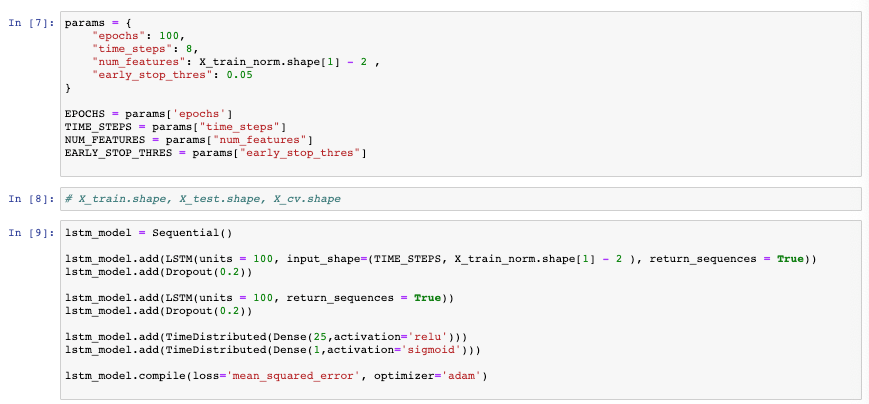 In [7]: params = {
    "epochs": 100,
    "time_steps": 8,
    "num_features": X_train_norm.shape[1] - 2 ,
    "early_stop_thres": 0.05
}
EPOCHS = params['epochs']
TIME_STEPS = params["time_steps"]
NUM_FEATURES = params["num_features"]
EARLY_STOP_THRES = params["early_stop_thres"]
In [8]: # X_train.shape, X_test.shape, X_cv.shape
In [9]: lstm_model = Sequential()
lstm_model.add(LSTM(units = 100, input_shape=(TIME_STEPS, X_train_norm.shape[1] - 2 ), return_sequences = True))
lstm_model.add(Dropout(0.2))
lstm_model.add(LSTM(units = 100, return_sequences = True))
lstm_model.add(Dropout(0.2))
lstm_model.add(TimeDistributed(Dense(25,activation='relu')))
lstm_model.add(TimeDistributed(Dense(1,activation='sigmoid')))
lstm_model.compile(loss='mean_squared_error', optimizer='adam')